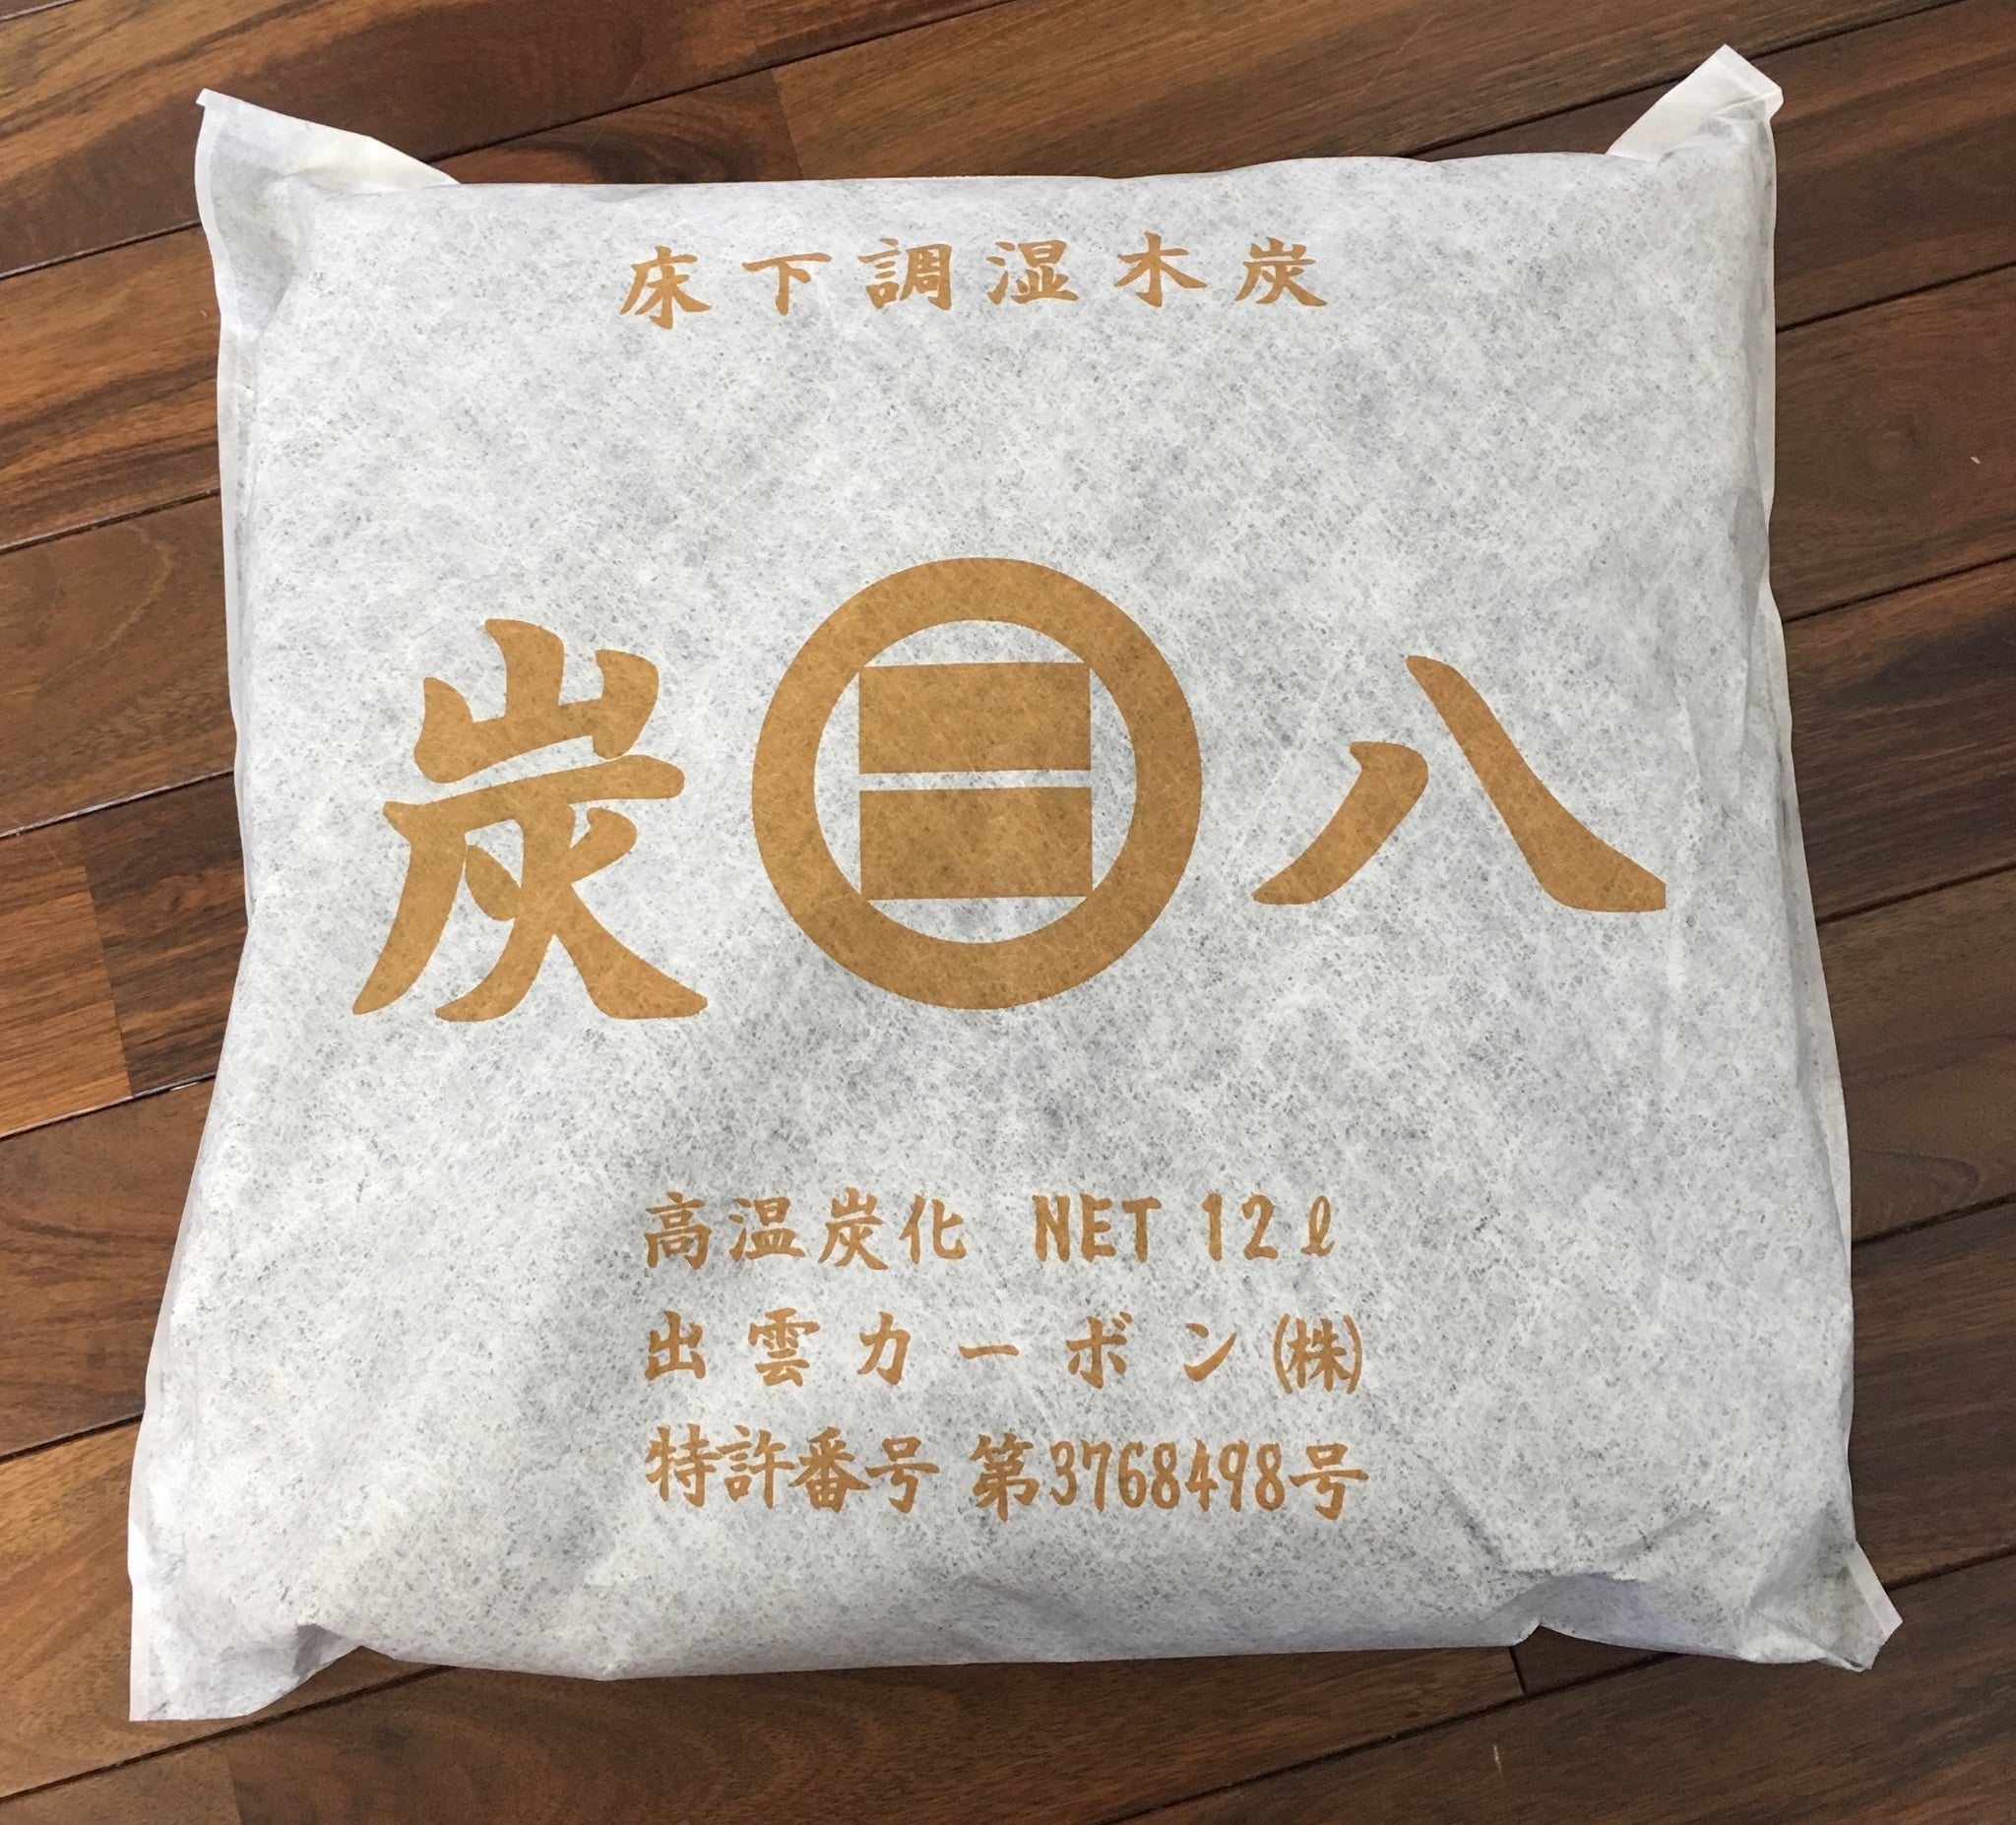 床下調湿木炭
炭八
高温炭化 NET 12ℓ
出雲カーボン(株)
特許番号 第3768498号